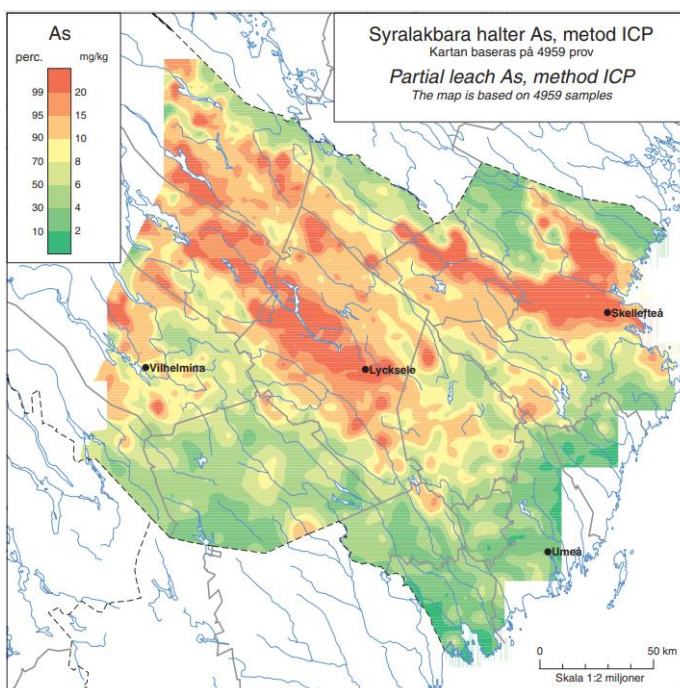 As
perc. mg/kg
99 20
95 15
90 10
70 8
50 6
30 4
10 2
Syralakbara halter As, metod ICP
Kartan baseras på 4959 prov
Partial leach As, method ICP
The map is based on 4959 samples
Skellefteå
Vilhelmina
Lycksele
Umeå
0 50 km
Skala 1:2 miljoner